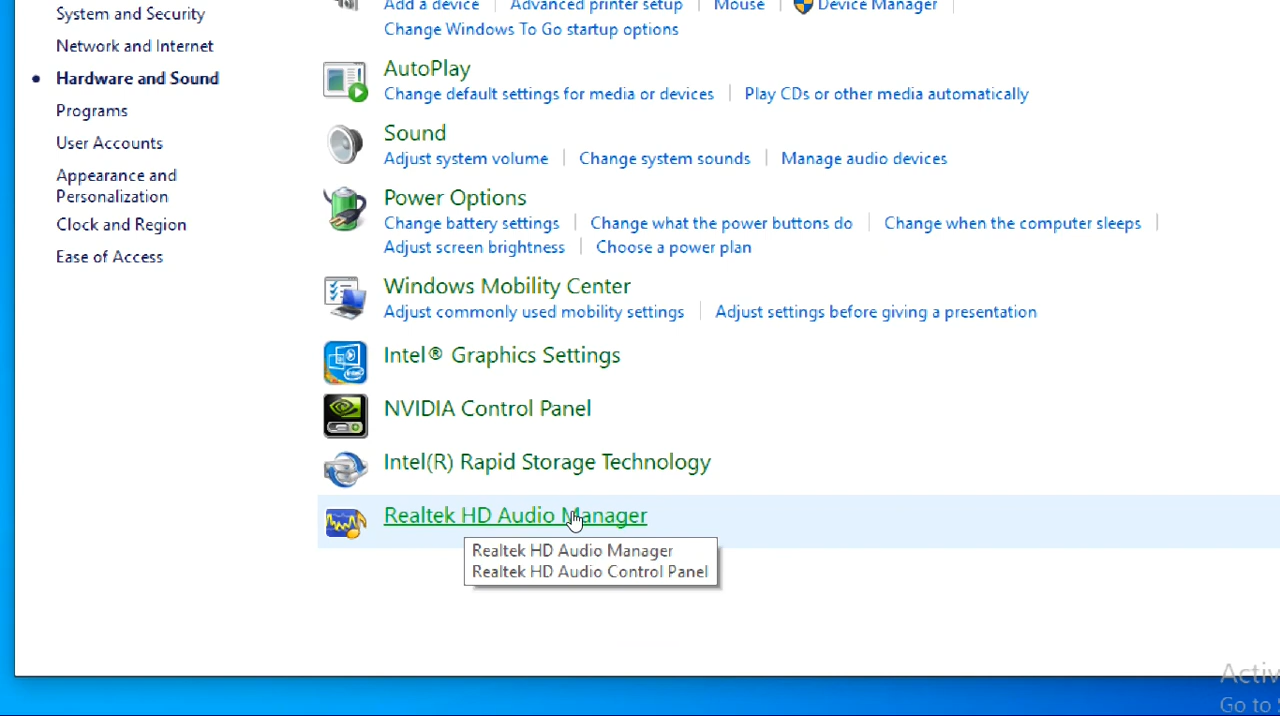 System and Security
Network and Internet
Hardware and Sound
Programs
User Accounts
Appearance and
Personalization
Clock and Region
Ease of Access
Add a device Advanced printer setup Mouse Device Manager
Change Windows To Go startup options
AutoPlay
Change default settings for media or devices Play CDs or other media automatically
Sound
Adjust system volume Change system sounds Manage audio devices
Power Options
Change battery settings Change what the power buttons do Change when the computer sleeps
Adjust screen brightness Choose a power plan
Windows Mobility Center
Adjust commonly used mobility settings Adjust settings before giving a presentation
Intel® Graphics Settings
NVIDIA Control Panel
Intel(R) Rapid Storage Technology
Realtek HD Audio Manager
Realtek HD Audio Manager
Realtek HD Audio Control Panel
Go to